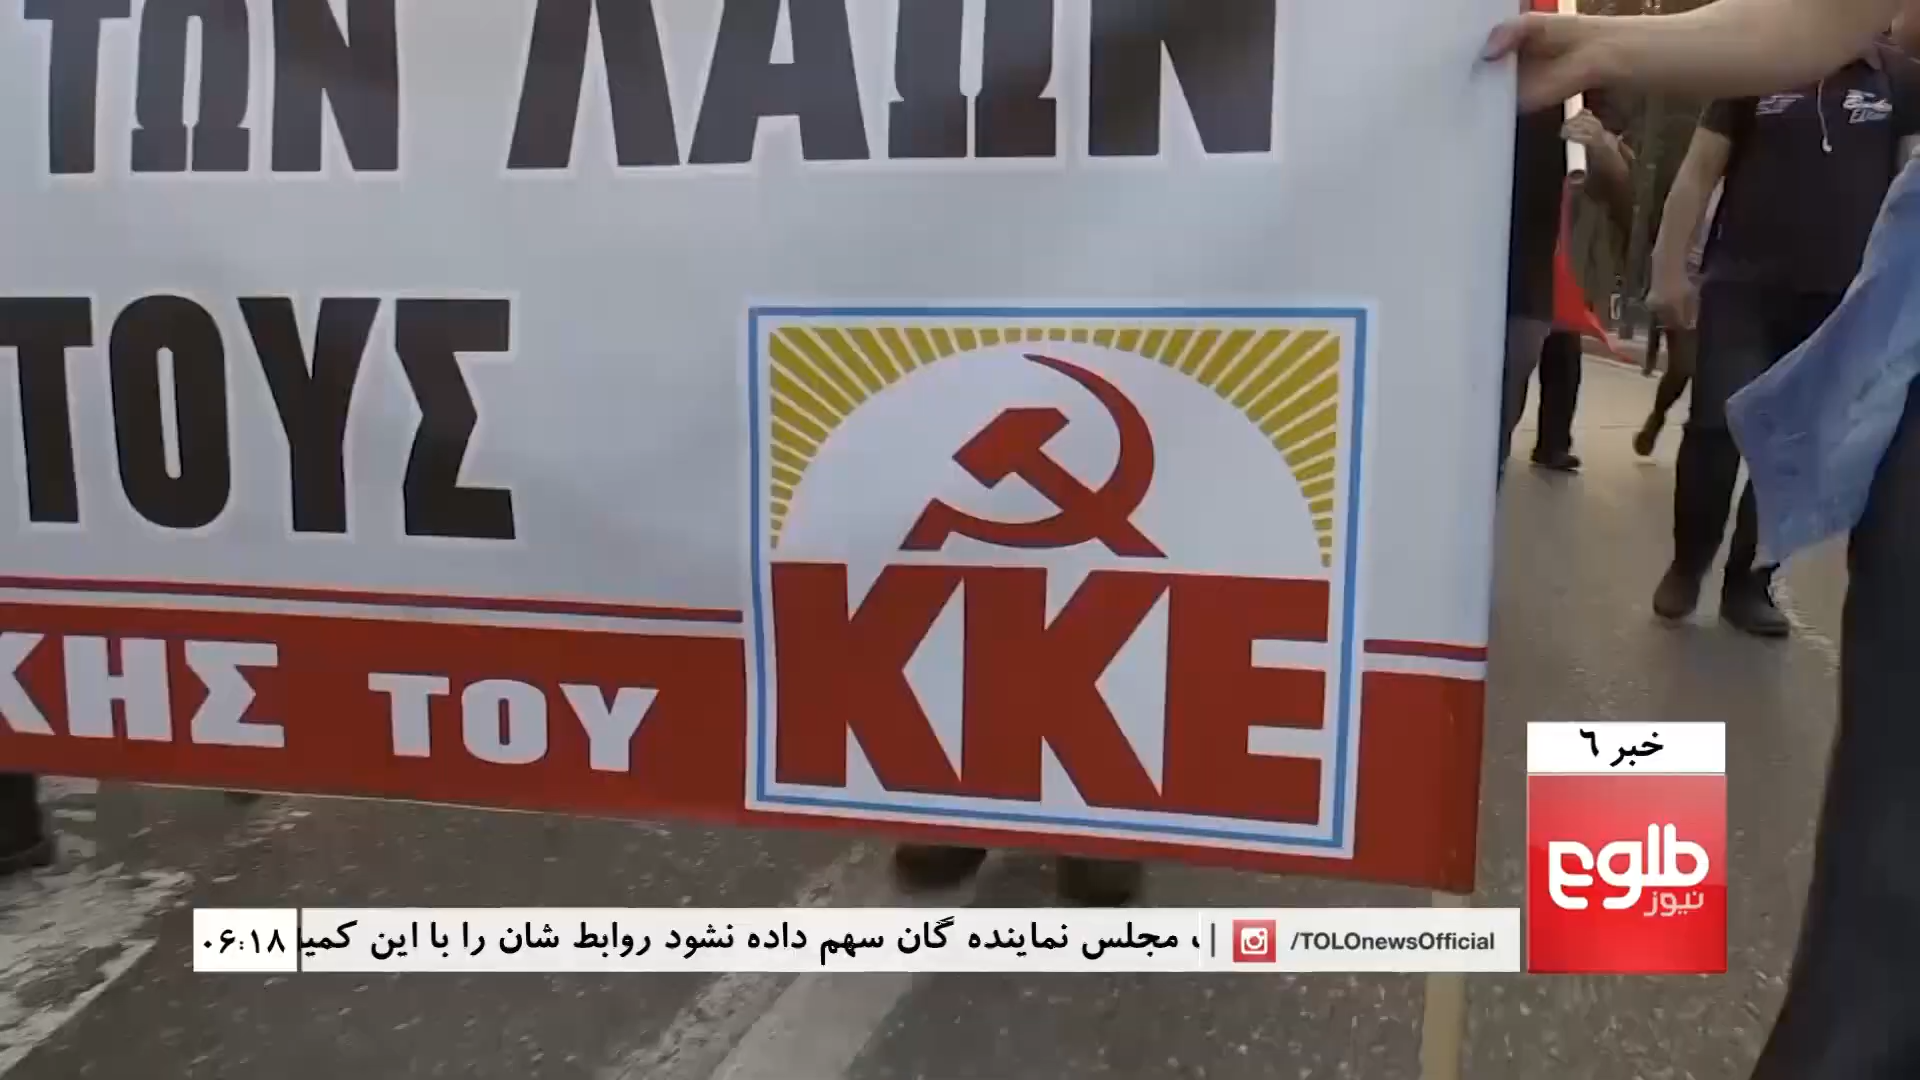 ΤΩΝ ΛΑΩΝ
ΤΟΥΣ
ΚΗΣ ΤΟΥ
ΚΚΕ
خبر ٦
طلوع
نیوز
۰۶:۱۸
مجلس نماینده گان سهم داده نشود روابط شان را با این
/TOLOnewsOfficial